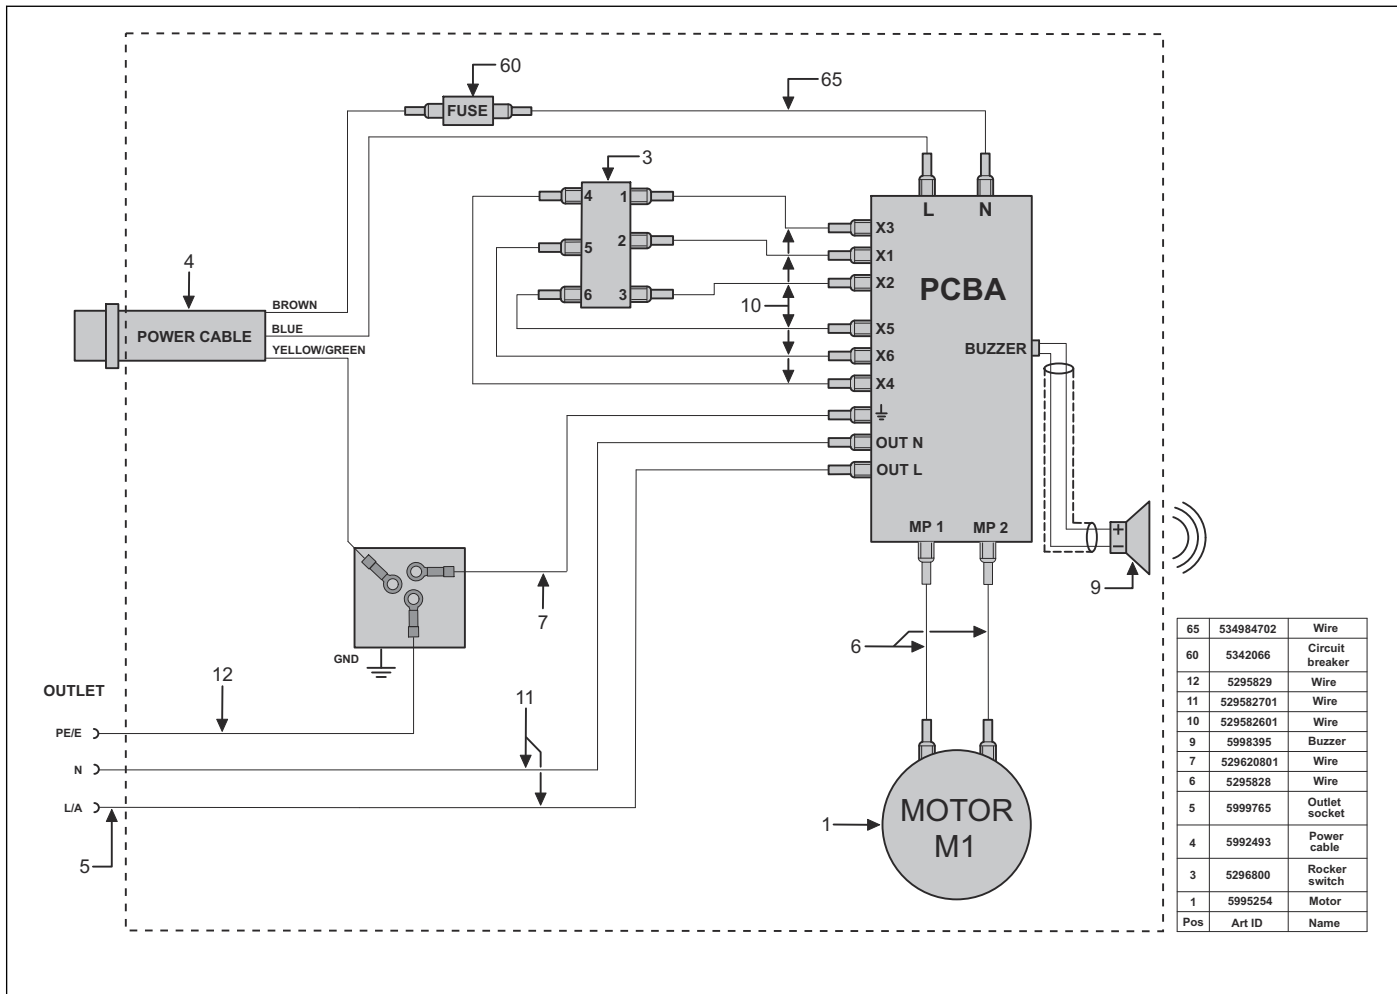 60
65
FUSE
3
4
1
5
2
6
3
L
N
X3
X1
X2
PCBA
X5
X6
X4
BUZZER
OUT N
OUT L
MP 1
MP 2
4
BROWN
POWER CABLE
BLUE
YELLOW/GREEN
10
+
−
9
7
GND
6
OUTLET
12
11
PE/E
N
L/A
5
1
MOTOR
M1
65 534984702 Wire
60 5342066 Circuit
breaker
12 5295829 Wire
11 529582701 Wire
10 529582601 Wire
9 5998395 Buzzer
7 529620801 Wire
6 5295828 Wire
5 5999765 Outlet
socket
4 5992493 Power
cable
3 5296800 Rocker
switch
1 5995254 Motor
Pos Art ID Name